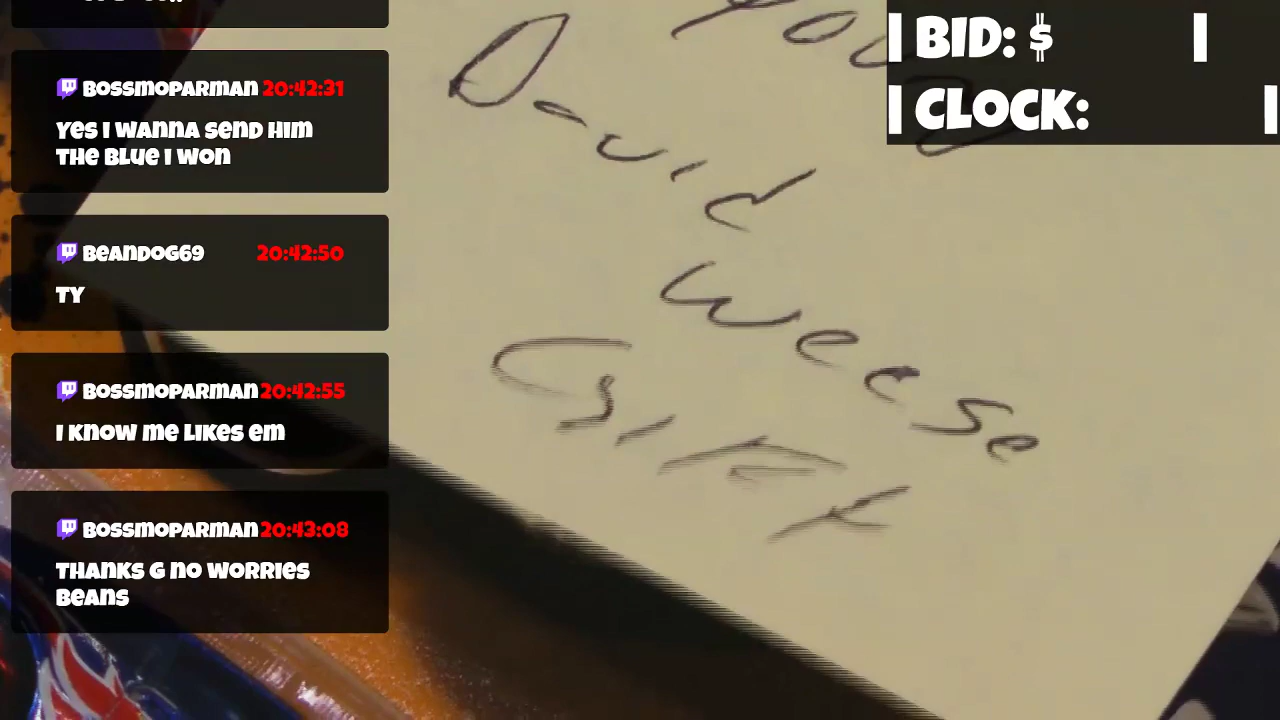 BOSSMOPARMAN 20:42:31
YES I WANNA SEND HIM
THE BLUE I WON
BEANDOG69 20:42:50
TY
BOSSMOPARMAN 20:42:55
I KNOW ME LIKES EM
BOSSMOPARMAN 20:43:08
THANKS G NO WORRIES
BEANS
David
Weese
Gift
| BID: $ |
| CLOCK: |